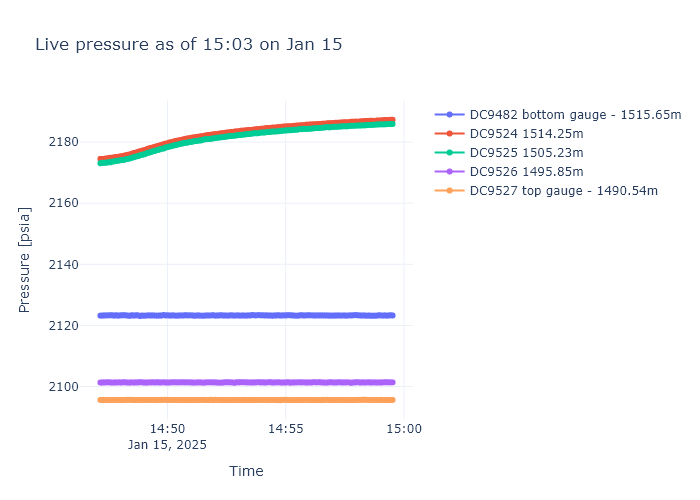 Live pressure as of 15:03 on Jan 15
DC9482 bottom gauge - 1515.65m
DC9524 1514.25m
DC9525 1505.23m
DC9526 1495.85m
DC9527 top gauge - 1490.54m
Pressure [psia]
2180
2160
2140
2120
2100
14:50
14:55
15:00
Jan 15, 2025
Time